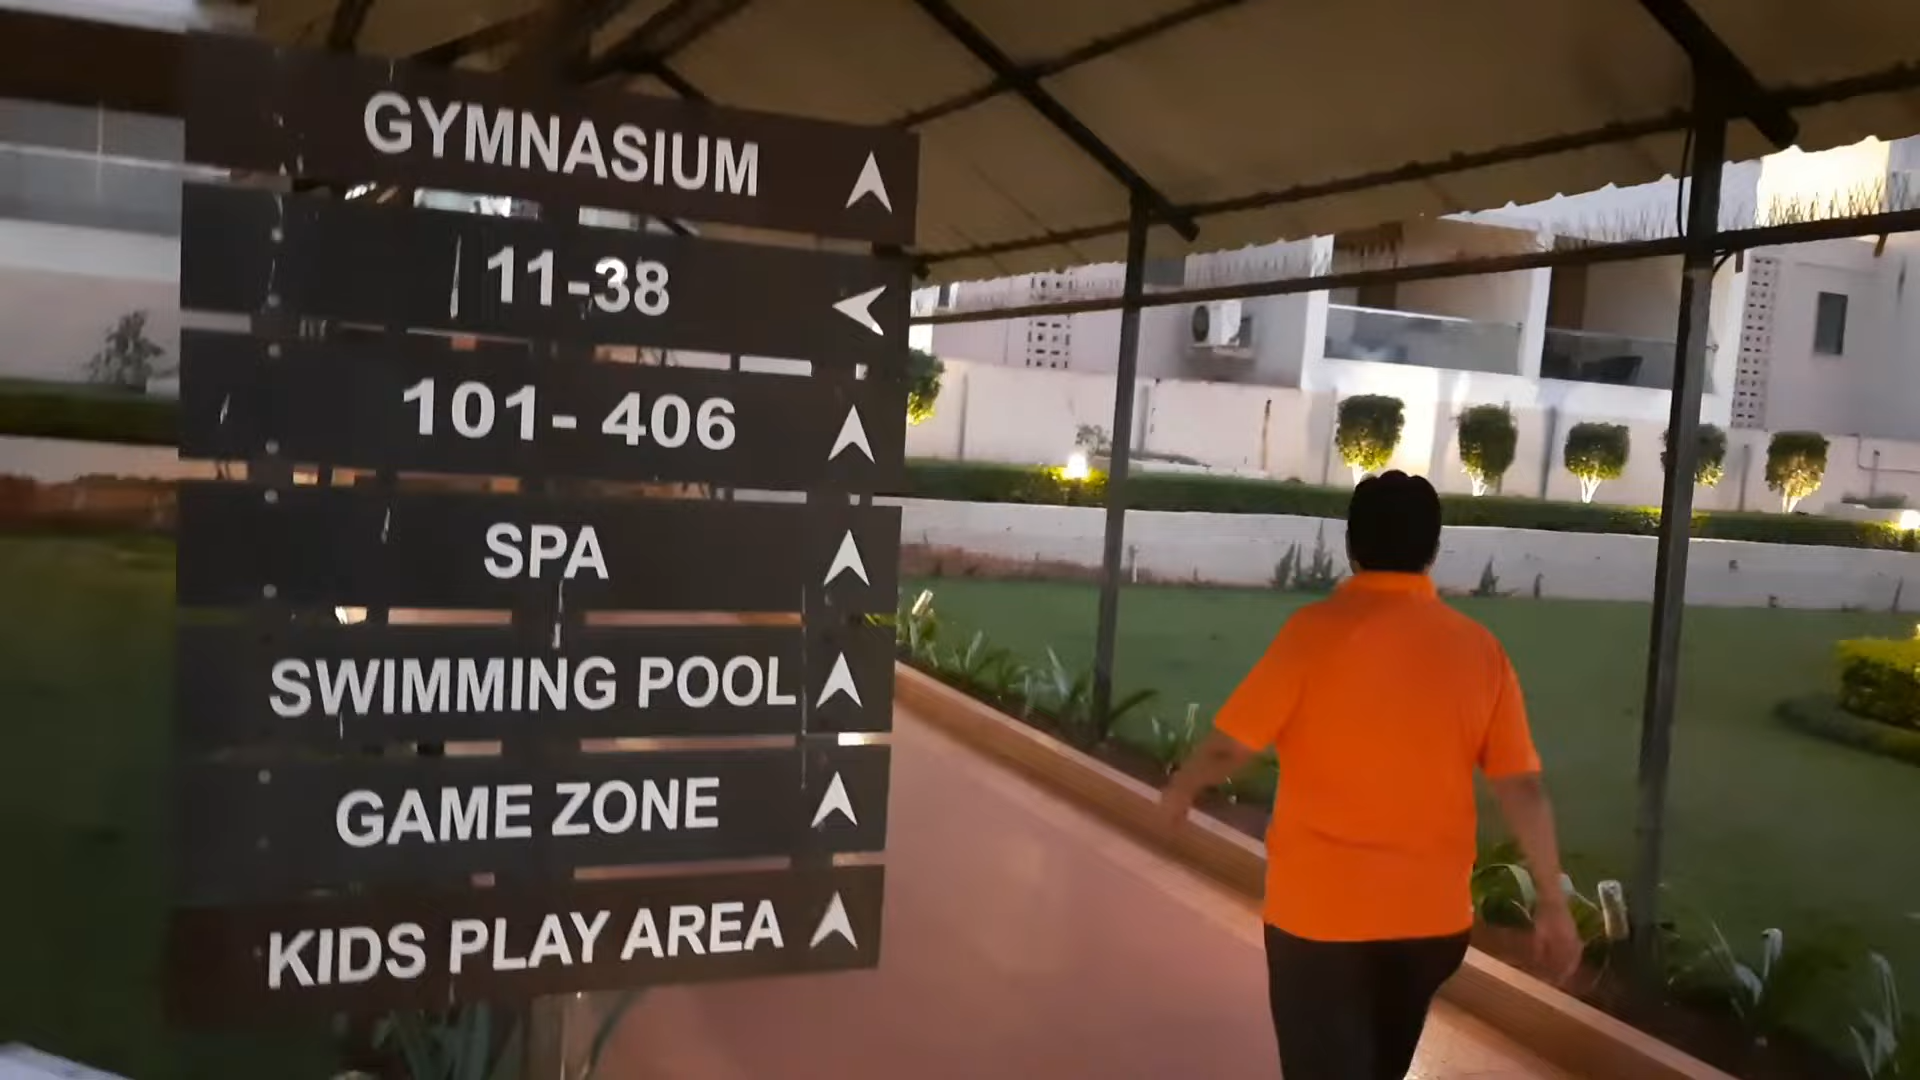 GYMNASIUM
11-38
101- 406
SPA
SWIMMING POOL
GAME ZONE
KIDS PLAY AREA